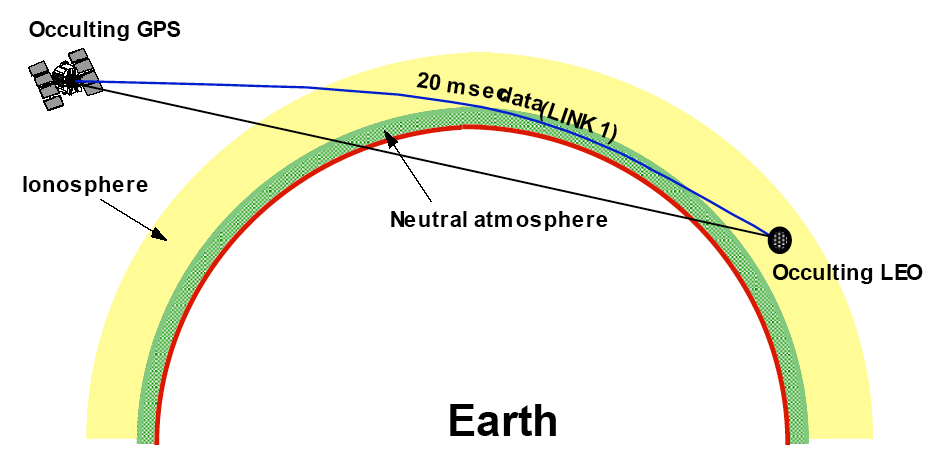 Occulting GPS
20 msec data (LINK 1)
Ionosphere
Neutral atmosphere
Occulting LEO
Earth